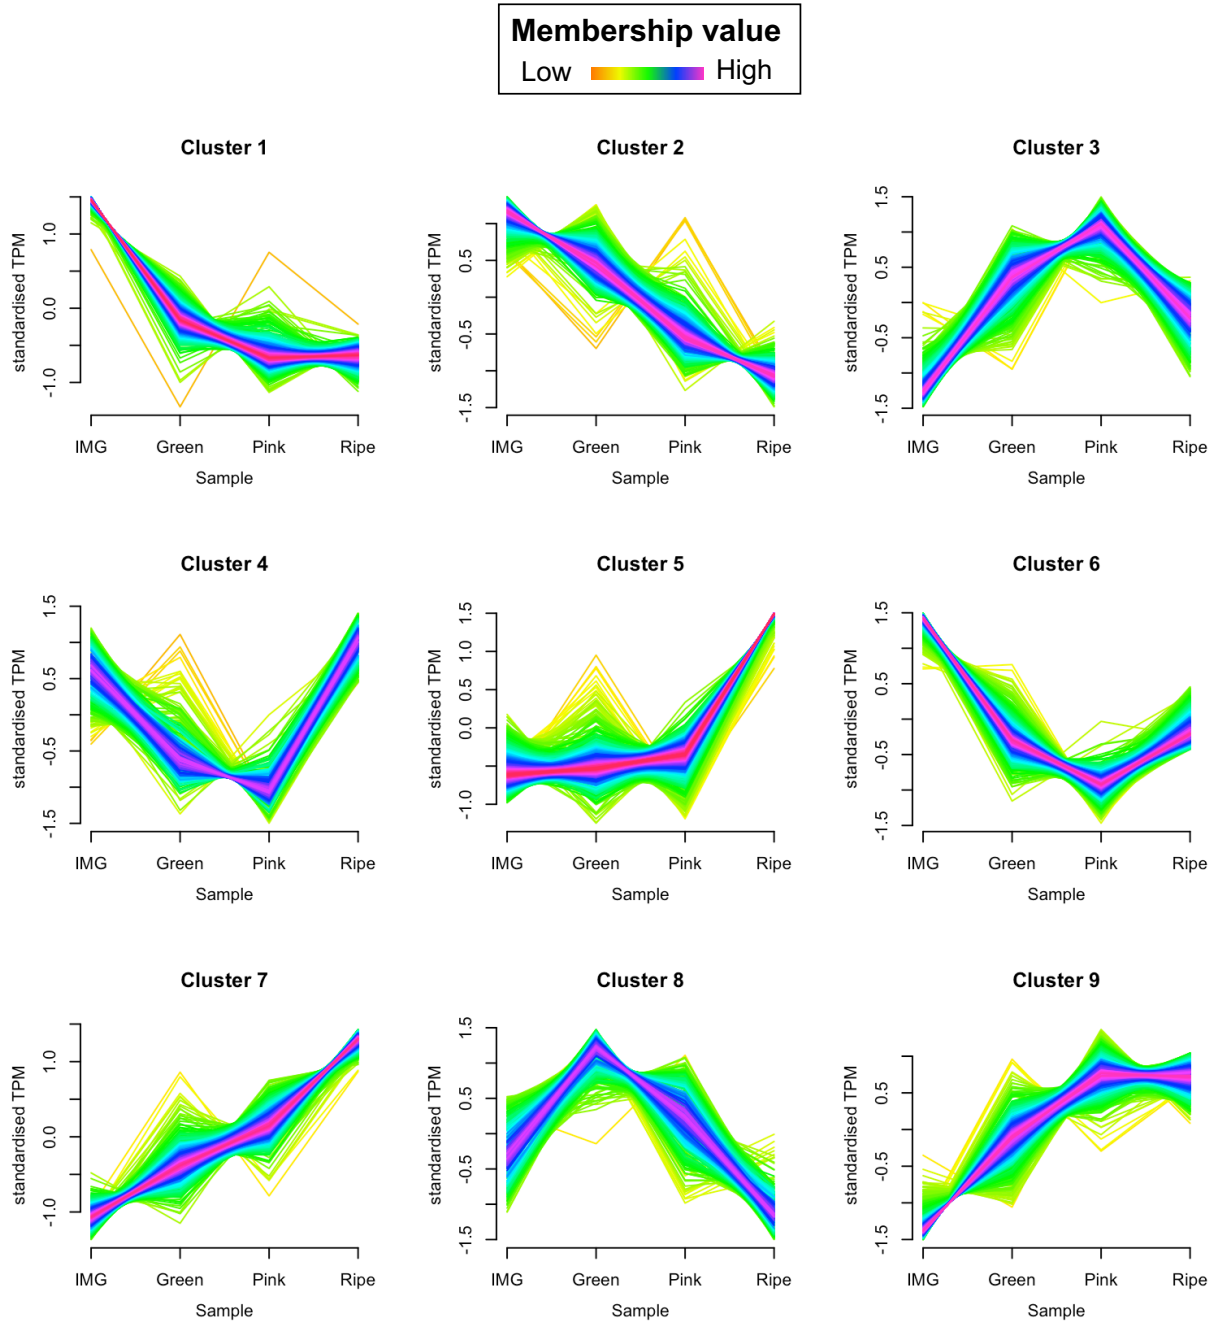 Membership value
Low High
Cluster 1 Cluster 2 Cluster 3
standardised TPM
1.0
0.0
-1.0
IMG Green Pink Ripe
Sample
standardised TPM
0.5
-0.5
-1.5
IMG Green Pink Ripe
Sample
standardised TPM
1.5
0.5
-0.5
-1.5
IMG Green Pink Ripe
Sample
Cluster 4 Cluster 5 Cluster 6
standardised TPM
1.5
0.5
-0.5
-1.5
IMG Green Pink Ripe
Sample
standardised TPM
1.5
1.0
0.5
0.0
-1.0
IMG Green Pink Ripe
Sample
standardised TPM
1.5
0.5
-0.5
-1.5
IMG Green Pink Ripe
Sample
Cluster 7 Cluster 8 Cluster 9
standardised TPM
1.0
0.0
-1.0
IMG Green Pink Ripe
Sample
standardised TPM
1.5
0.5
-0.5
-1.5
IMG Green Pink Ripe
Sample
standardised TPM
0.5
-0.5
-1.5
IMG Green Pink Ripe
Sample